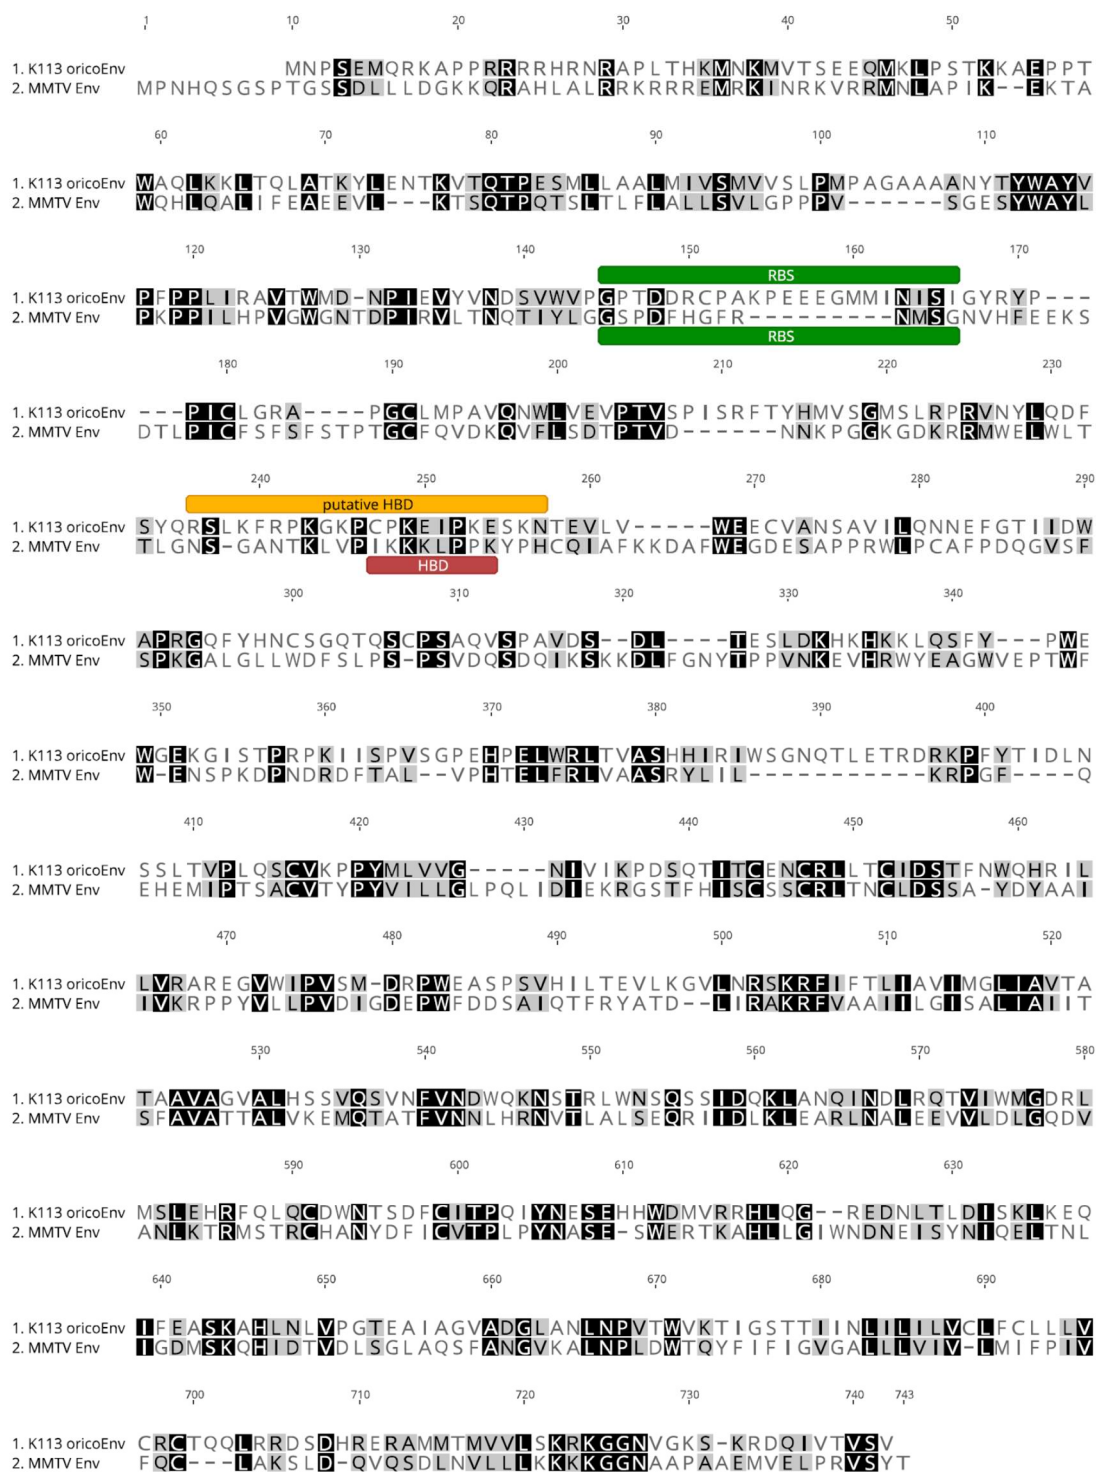 1 10 20 30 40 50
1. K113 oricoEnv MNPSEMQRKAPPRRRRHRNRAPLTHKMNKMVTSEEQMKLPSTKKAEPPT
2. MMTV Env MPNHQSGSPTGSSDLLLDGKKQRAHLALRRKRRREMRKINRKVRRMNLAPIK--EKTA
60 70 80 90 100 110
1. K113 oricoEnv WAQLKKLTQLATKYLENTKVTQTPESMLLAALMIVSMVVSLPMPAGAAAANYTYWAYV
2. MMTV Env WQHLQALIFEAEEVL---KTSQTPQTSLTLFLALLSVLGPPPV------SGESYWAYL
120 130 140 150 160 170
RBS
1. K113 oricoEnv PFPPLIRAVTWMD-NPIEVYVNDSVWVPGPTDDRCPAKPEEEGMMINISIGYRYP---
2. MMTV Env PKPPILHPVGWGNTDPIRVLTNQTIYLGGSPDFHGFR---------NMSGNVHFEEKS
RBS
180 190 200 210 220 230
1. K113 oricoEnv ---PICLGRA----PGCLMPAVQNWLVEVPTVSPISRFTYHMVSGMSLRPRVNYLQDF
2. MMTV Env DTLPICFSFSFSTPTGCFQVDKQVFLSDTPTVD------NNKPGGKGDKRRMWELWLT
240 250 260 270 280 290
putative HBD
1. K113 oricoEnv SYQRSLKFRPKGKPCPKEIPKESKNTEVLV-----WEECVANSAVILQNNEFGTIIDW
2. MMTV Env TLGNS-GANTKLVPIKKKLPPKYPHCQIAFKKDAFWEGDESAPPRWLPCAFPDQGVSF
HBD
300 310 320 330 340
1. K113 oricoEnv APRGQFYHNCSGQTQSCPSAQVSPAVDS--DL----TESLDKHKHKKLQSFY---PWE
2. MMTV Env SPKGALGLLWDFSLPS-PSVDQSDQIKSKKDLFGNYTPPVNKEVHRWYEAGWVEPTWF
350 360 370 380 390 400
1. K113 oricoEnv WGEKGISTPRPKIISPVSGPEHPELWRLTVASHHIRIWSGNQTLETRDRKPFYTIDLN
2. MMTV Env W-ENSPKDPNDRDFTAL--VPHTELFRLVAASRYLIL-----------KRPGF----Q
410 420 430 440 450 460
1. K113 oricoEnv SSLTVPLQSCVKPPYMLVVG-----NIVIKPDSQTITCENCRLLTCIDSTFNWQHRIL
2. MMTV Env EHEMIPTSACVTYPYVILLGLPQLIDIEKRGSTFHISCSSCRLTNCLDSSA-YDYAAI
470 480 490 500 510 520
1. K113 oricoEnv LVRAREGVWIPVSM-DRPWEASPSVHILTEVLKGVLNRSKRFIFTLIAVIMGLIAVTA
2. MMTV Env IVKRPPYVLLPVDIGDEPWFDDSAIQTFRYATD--LIRAKRFVAAIILGISALIAIIT
530 540 550 560 570 580
1. K113 oricoEnv TAAVAGVALHSSVQSVNFVNDWQKNSTRLWNSQSSIDQKLANQINDLRQTVIWMGDRL
2. MMTV Env SFAVATTALVKEMQTATFVNNLHRNVTLALSEQRIIDLKLEARLNALEEVVLDLGQDV
590 600 610 620 630
1. K113 oricoEnv MSLEHRFQLQCDWNTSDFCITPQIYNESEHHWDMVRRHLQG--REDNLTLDISKLKEQ
2. MMTV Env ANLKTRMSTRCHANYDFICVTPLPYNASE-SWERTKAHLLGIWNDNEISYNIQELTNL
640 650 660 670 680 690
1. K113 oricoEnv IFEASKAHLNLVPGTEAIAGVADGLANLNPVTWVKTIGSTTIINLILILVCLFCLLLV
2. MMTV Env IGDMSKQHIDTVDLSGLAQSFANGVKALNPLDWTQYFIFIGVGALLLVIV-LMIFPIV
700 710 720 730 740 743
1. K113 oricoEnv CRCTQQLRRDSDHRERAMMTMVVLSKRKGGNVGKS-KRDQIVTVSV
2. MMTV Env FQC---LAKSLD-QVQSDLNVLLLKKKKGGNAAPAAEMVELPRVSYT